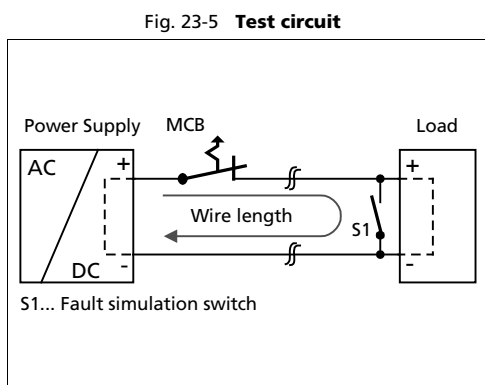 Fig. 23-5 Test circuit
Power Supply MCB Load
AC + +
Wire length
S1
DC - -
S1... Fault simulation switch